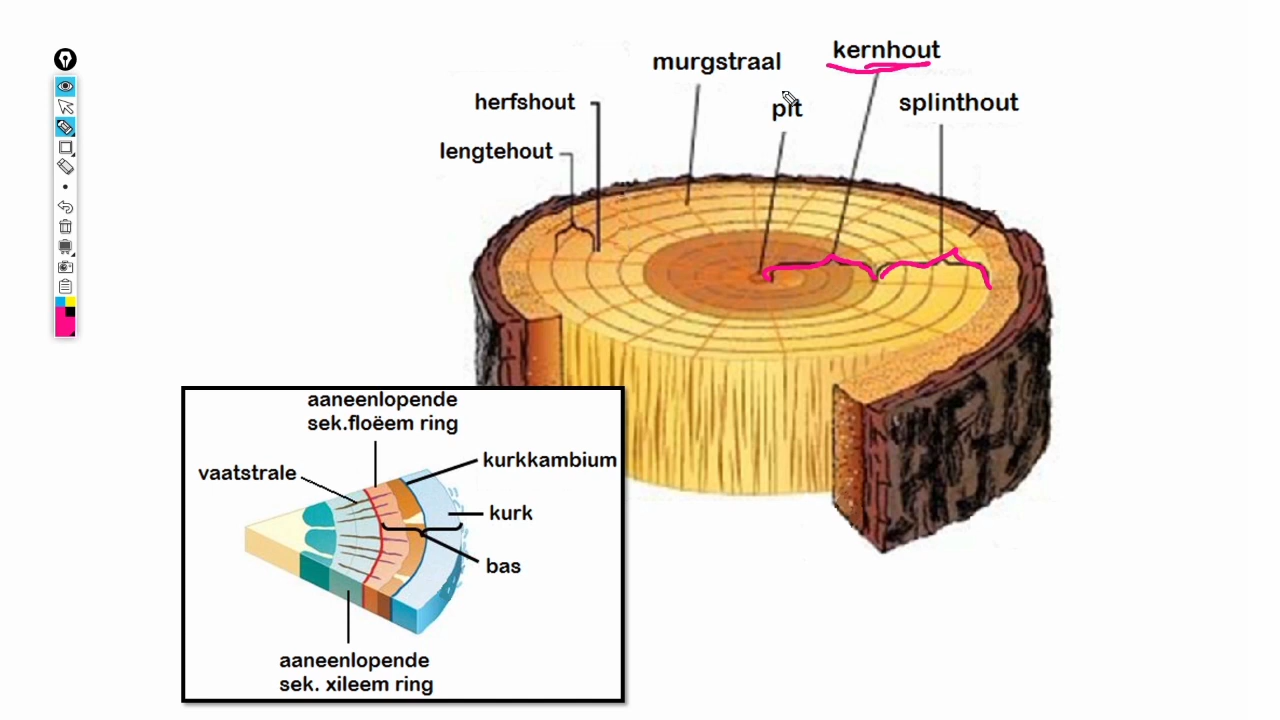 kernhout
murgstraal
pit
herfshout
splinthout
lengtehout
aaneenlopende
sek.floëem ring
kurkkambium
vaatstrale
kurk
bas
aaneenlopende
sek. xileem ring